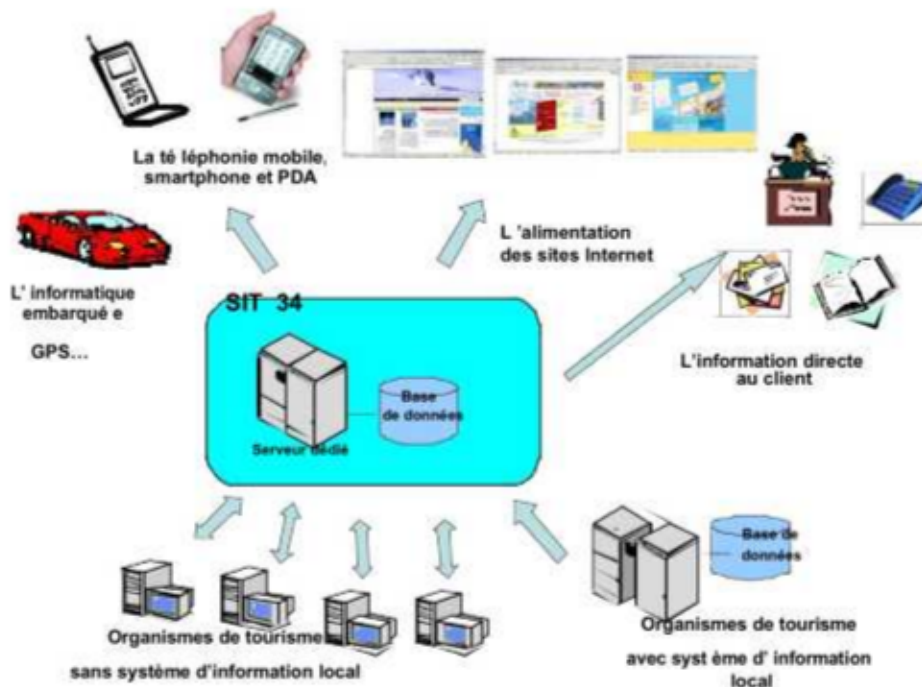 La té léphonie mobile,
smartphone et PDA
L 'alimentation
des sites Internet
L' informatique
embarqué e
GPS…
SIT 34
L'information directe
au client
Base
de données
Serveur dédié
Base de
données
Organismes de tourisme
sans système d'information local
Organismes de tourisme
avec syst ème d' information
local